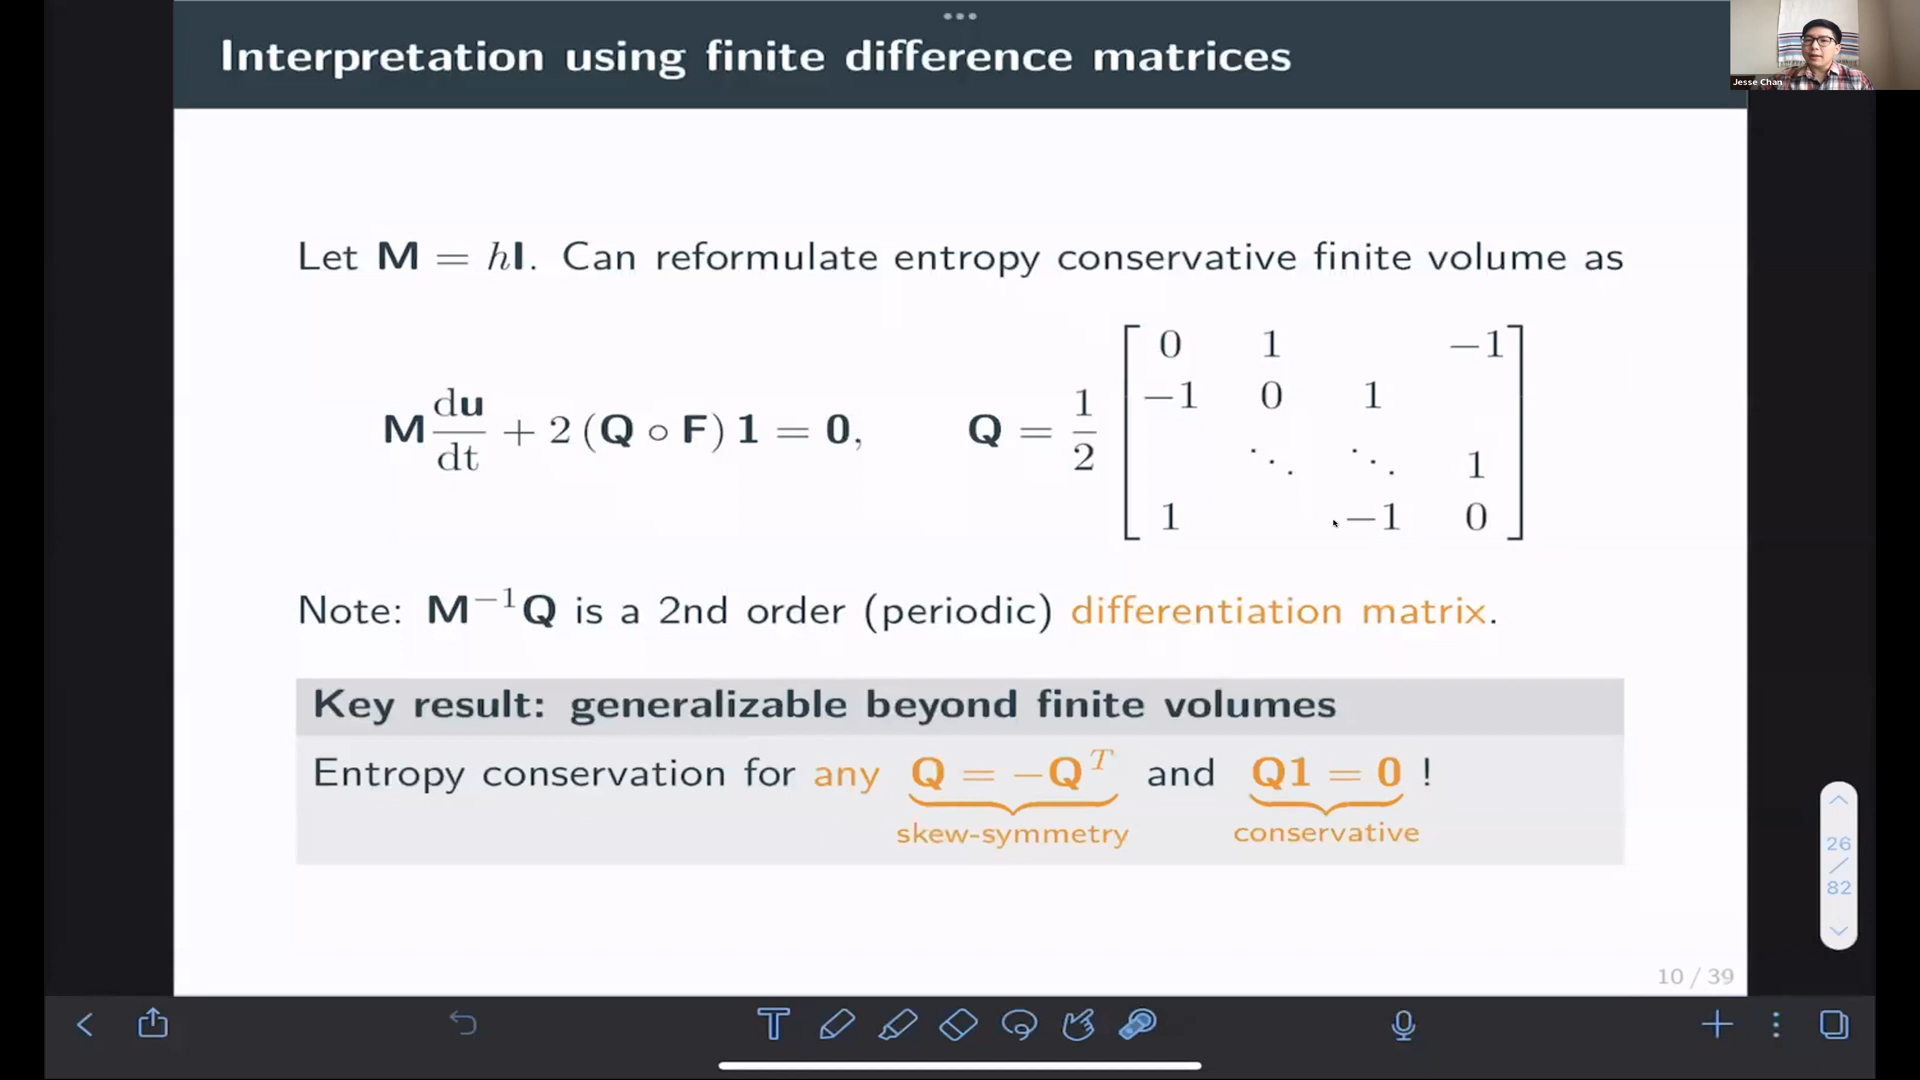 Interpretation using finite difference matrices
Jesse Chan
Let M = hI. Can reformulate entropy conservative finite volume as
M du/dt + 2 (Q ∘ F) 1 = 0, Q = 1/2
0 1 −1
−1 0 1
⋱ ⋱ 1
1 −1 0
Note: M⁻¹Q is a 2nd order (periodic) differentiation matrix.
Key result: generalizable beyond finite volumes
Entropy conservation for any Q = −Qᵀ and Q1 = 0 !
skew-symmetry conservative
26
/
82
10 / 39
T